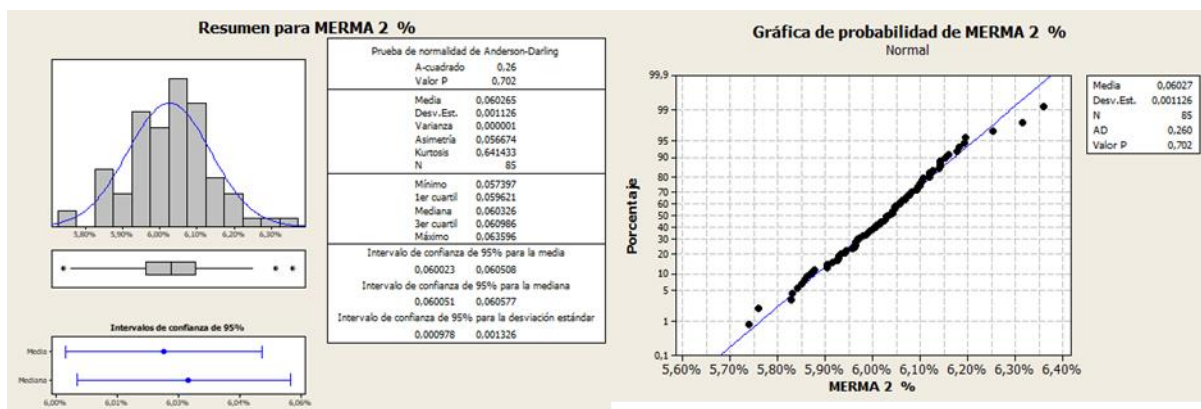 Resumen para MERMA 2 %
Prueba de normalidad de Anderson-Darling
A-cuadrado 0,26
Valor P 0,702
Media 0,060265
Desv.Est. 0,001126
Varianza 0,000001
Asimetría 0,056674
Kurtosis 0,641433
N 85
Mínimo 0,057397
1er cuartil 0,059621
Mediana 0,060326
3er cuartil 0,060986
Máximo 0,063596
Intervalo de confianza de 95% para la media
0,060023 0,060508
Intervalo de confianza de 95% para la mediana
0,060051 0,060577
Intervalo de confianza de 95% para la desviación estándar
0,000978 0,001326
5,80% 5,90% 6,00% 6,10% 6,20% 6,30%
Intervalos de confianza de 95%
Media
Mediana
6,00% 6,01% 6,03% 6,04% 6,06%
Gráfica de probabilidad de MERMA 2 %
Normal
Porcentaje
99,9
99
95
90
80
70
60
50
40
30
20
10
5
1
0,1
5,60% 5,70% 5,80% 5,90% 6,00% 6,10% 6,20% 6,30% 6,40%
MERMA 2 %
Media 0,06027
Desv.Est. 0,001126
N 85
AD 0,260
Valor P 0,702